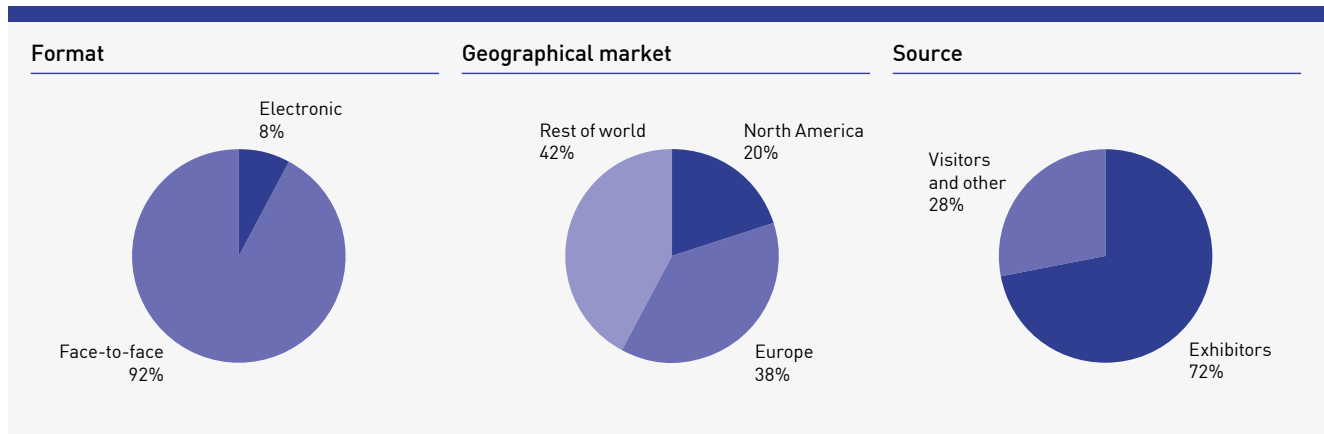 Format
Electronic
8%
Face-to-face
92%
Geographical market
Rest of world
42%
North America
20%
Europe
38%
Source
Visitors
and other
28%
Exhibitors
72%